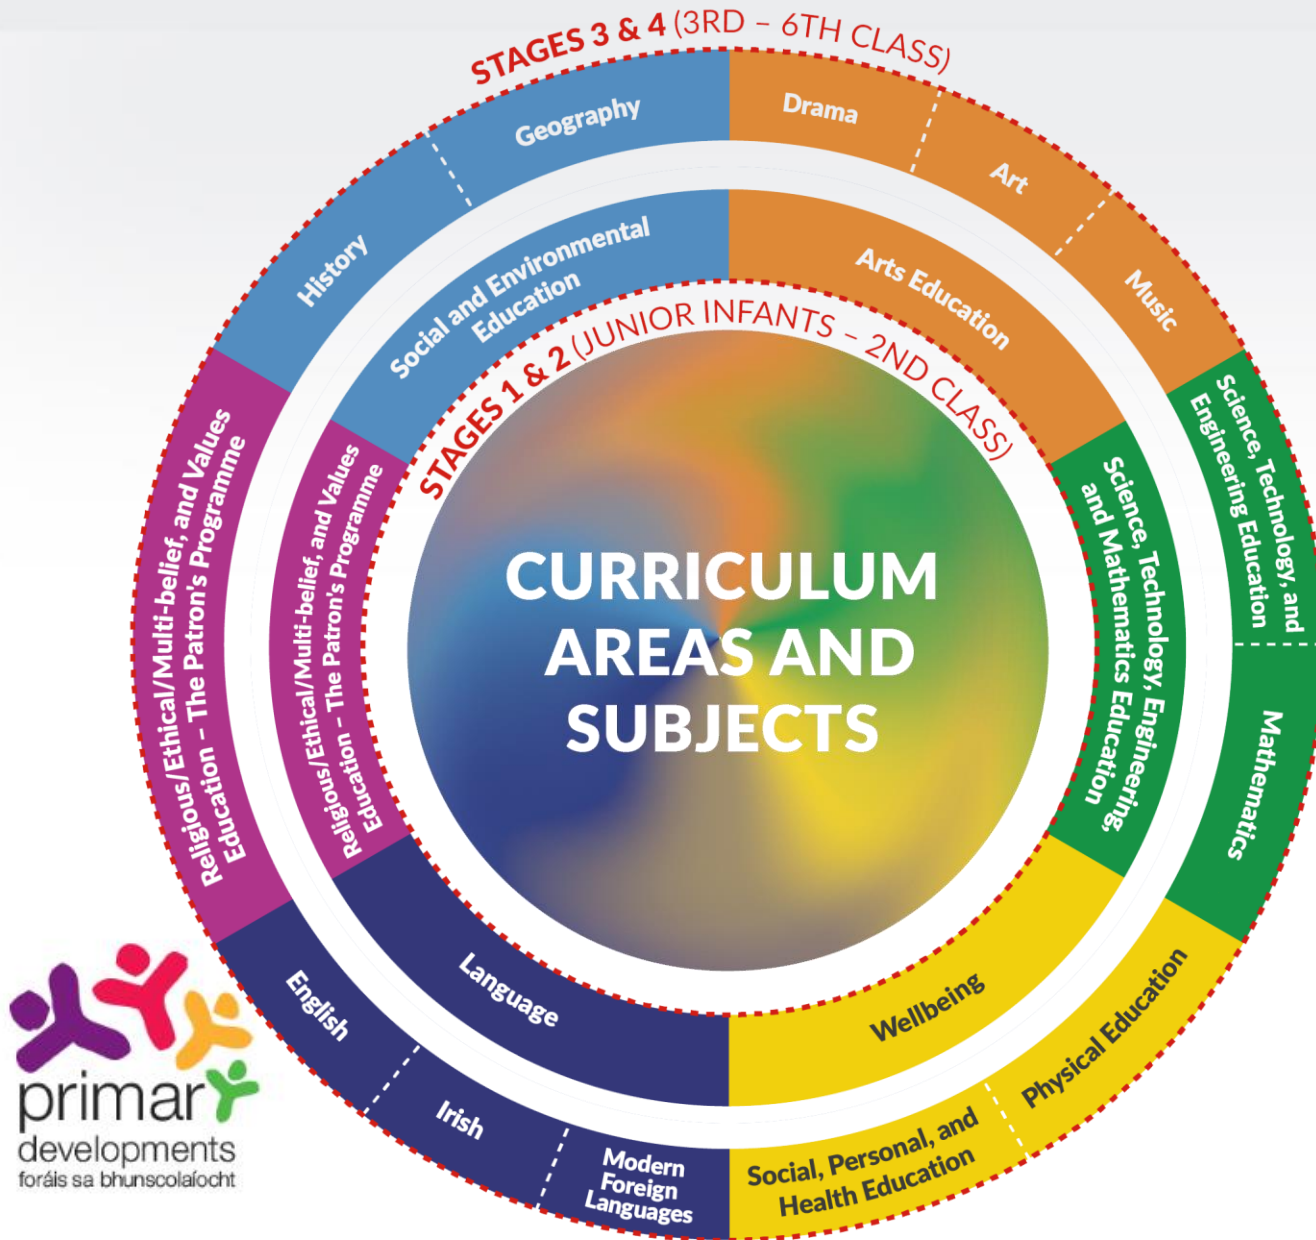 STAGES 3 & 4 (3RD – 6TH CLASS)
Geography
Drama
Art
Music
History
Social and Environmental
Education
Arts Education
STAGES 1 & 2 (JUNIOR INFANTS – 2ND CLASS)
Science, Technology, and
Engineering Education
Mathematics
Science, Technology, Engineering,
and Mathematics Education
Religious/Ethical/Multi-belief, and Values
Education – The Patron's Programme
Religious/Ethical/Multi-belief, and Values
Education – The Patron's Programme
CURRICULUM
AREAS AND
SUBJECTS
Language
Wellbeing
English
Irish
Modern
Foreign
Languages
Social, Personal, and
Health Education
Physical Education
primary
developments
foráis sa bhunscolaíocht